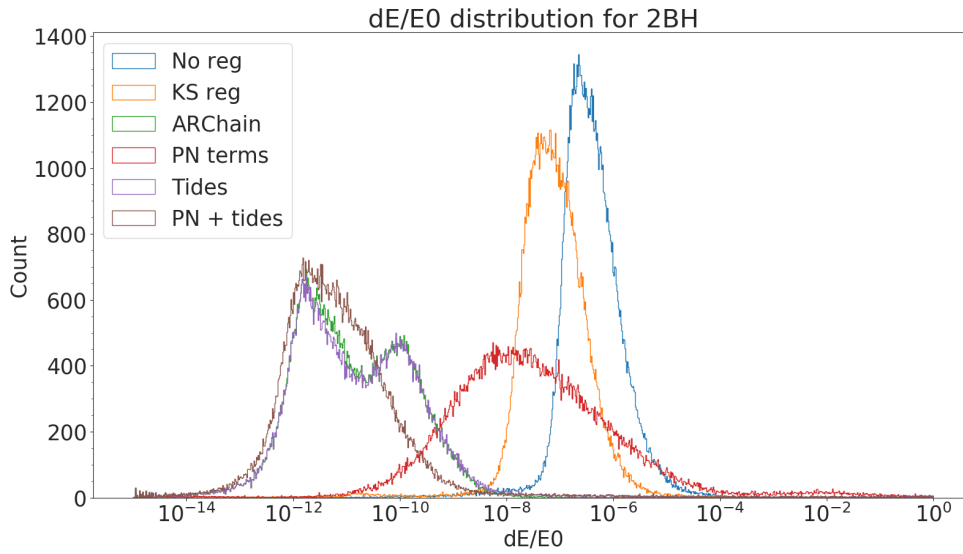 dE/E0 distribution for 2BH
No reg
KS reg
ARChain
PN terms
Tides
PN + tides
Count
1400
1200
1000
800
600
400
200
0
10⁻¹⁴ 10⁻¹² 10⁻¹⁰ 10⁻⁸ 10⁻⁶ 10⁻⁴ 10⁻² 10⁰
dE/E0